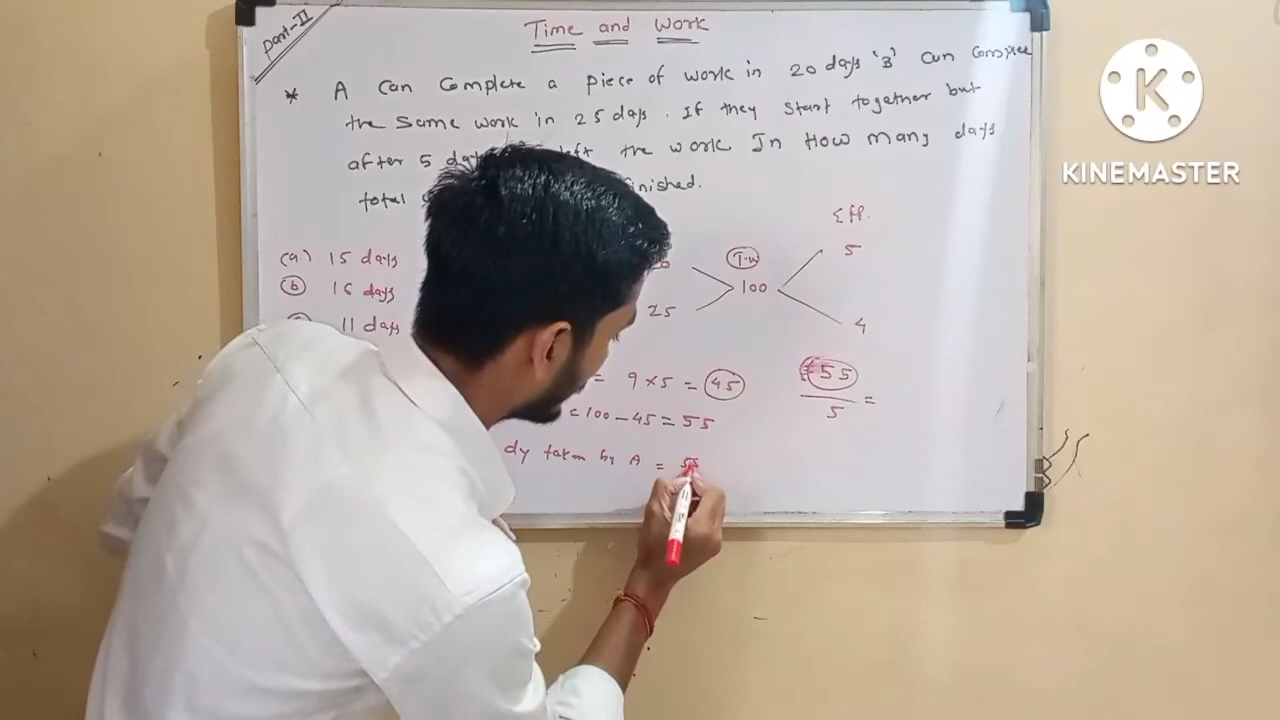 Part-II
Time and Work
* A Can Complete a piece of work in 20 days 'B' Can Complete
the same work in 25 days. If they start together but
after 5 left the work In How Many days
total
(a) 15 days
(b) 16 days
11 days
25
T.W
100
Eff.
5
4
= 9 × 5 = 45
= 100 - 45 = 55
dy taken by A = 55
55
5 =
K
KINEMASTER